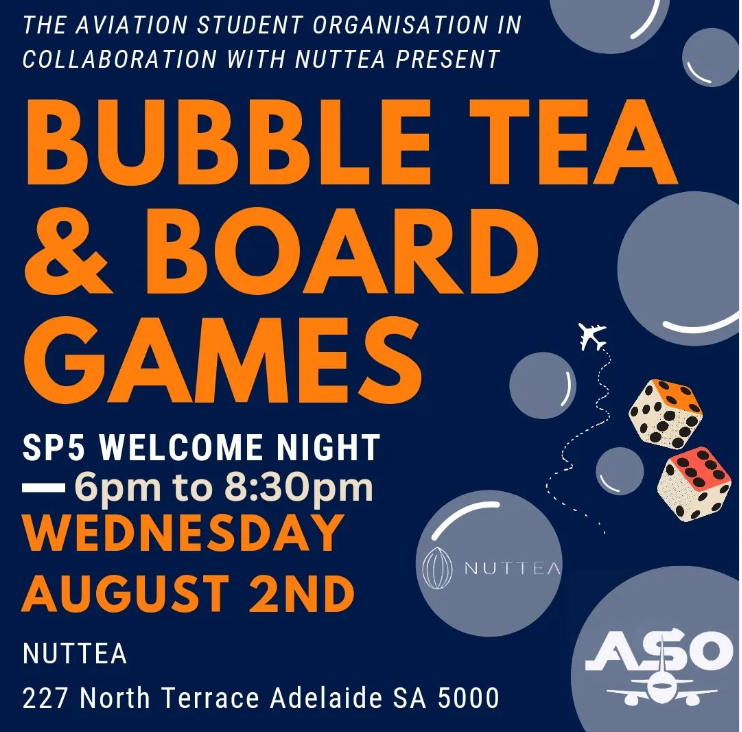 THE AVIATION STUDENT ORGANISATION IN
COLLABORATION WITH NUTTEA PRESENT
BUBBLE TEA
& BOARD
GAMES
SP5 WELCOME NIGHT
— 6pm to 8:30pm
WEDNESDAY
AUGUST 2ND
NUTTEA
227 North Terrace Adelaide SA 5000
NUTTEA
ASO